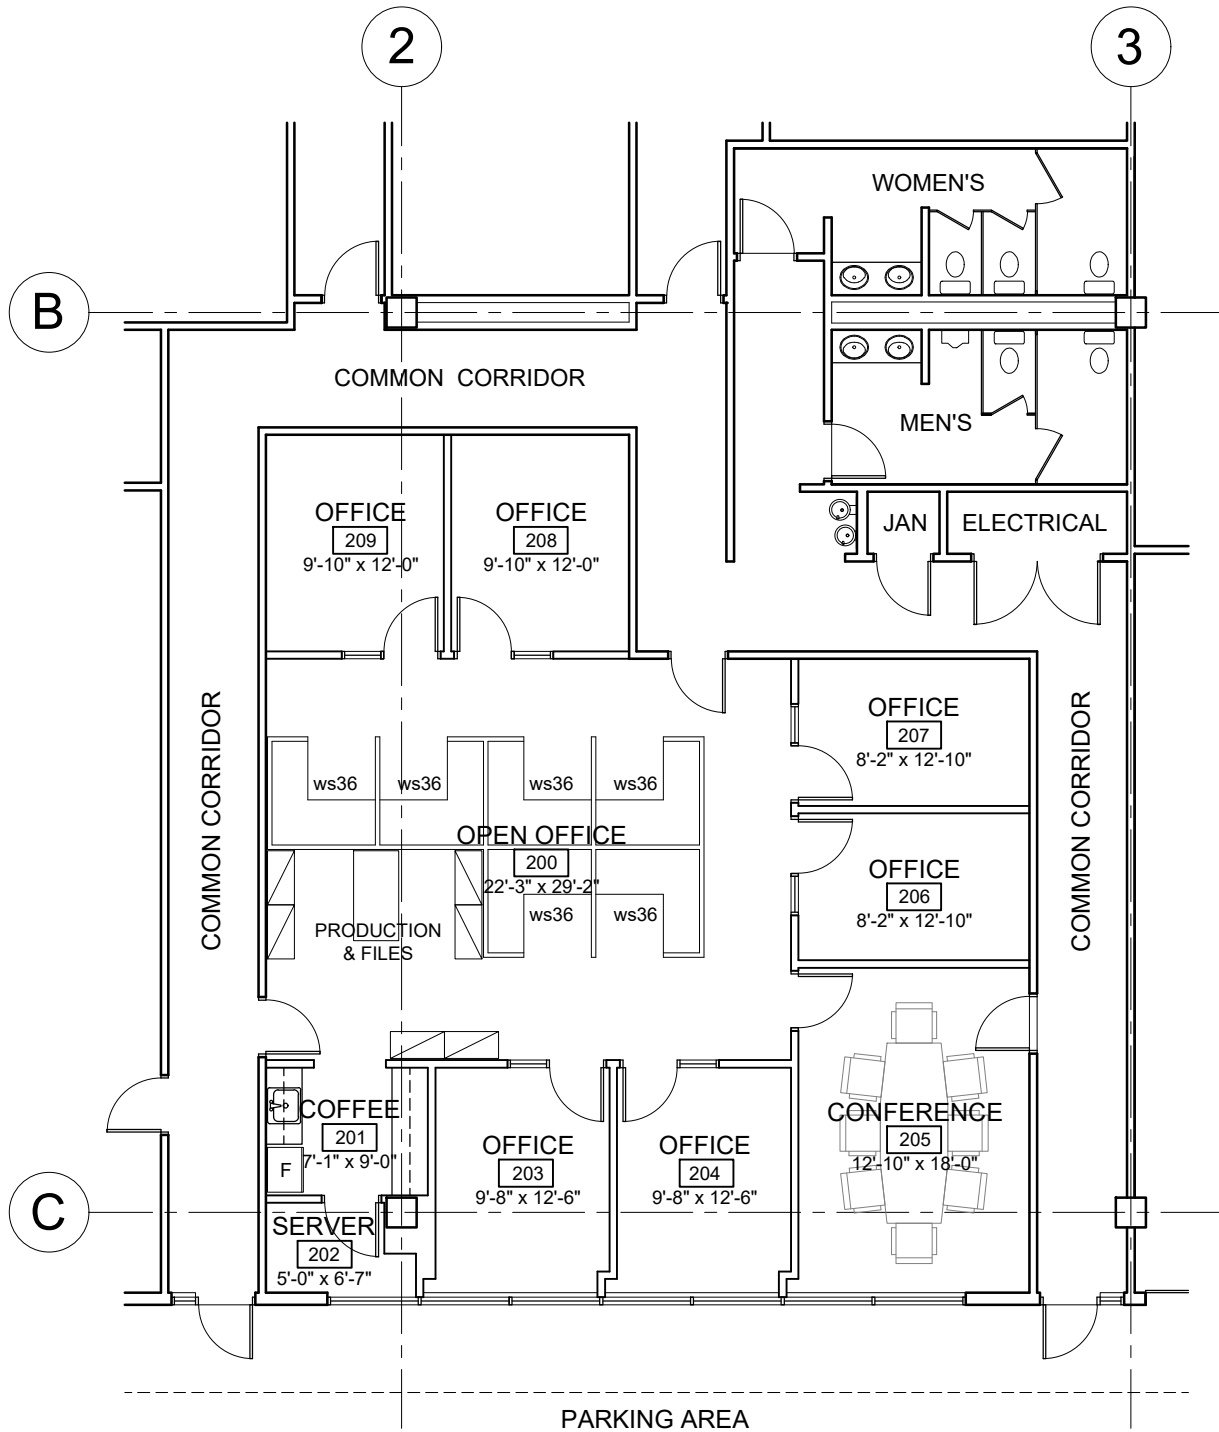 2
3
WOMEN'S
B
COMMON CORRIDOR
MEN'S
OFFICE
209
9'-10" x 12'-0"
OFFICE
208
9'-10" x 12'-0"
JAN
ELECTRICAL
COMMON CORRIDOR
OFFICE
207
8'-2" x 12'-10"
COMMON CORRIDOR
ws36
ws36
ws36
ws36
OPEN OFFICE
200
22'-3" x 29'-2"
OFFICE
206
8'-2" x 12'-10"
PRODUCTION
& FILES
ws36
ws36
COFFEE
201
7'-1" x 9'-0"
F
OFFICE
203
9'-8" x 12'-6"
OFFICE
204
9'-8" x 12'-6"
CONFERENCE
205
12'-10" x 18'-0"
C
SERVER
202
5'-0" x 6'-7"
PARKING AREA